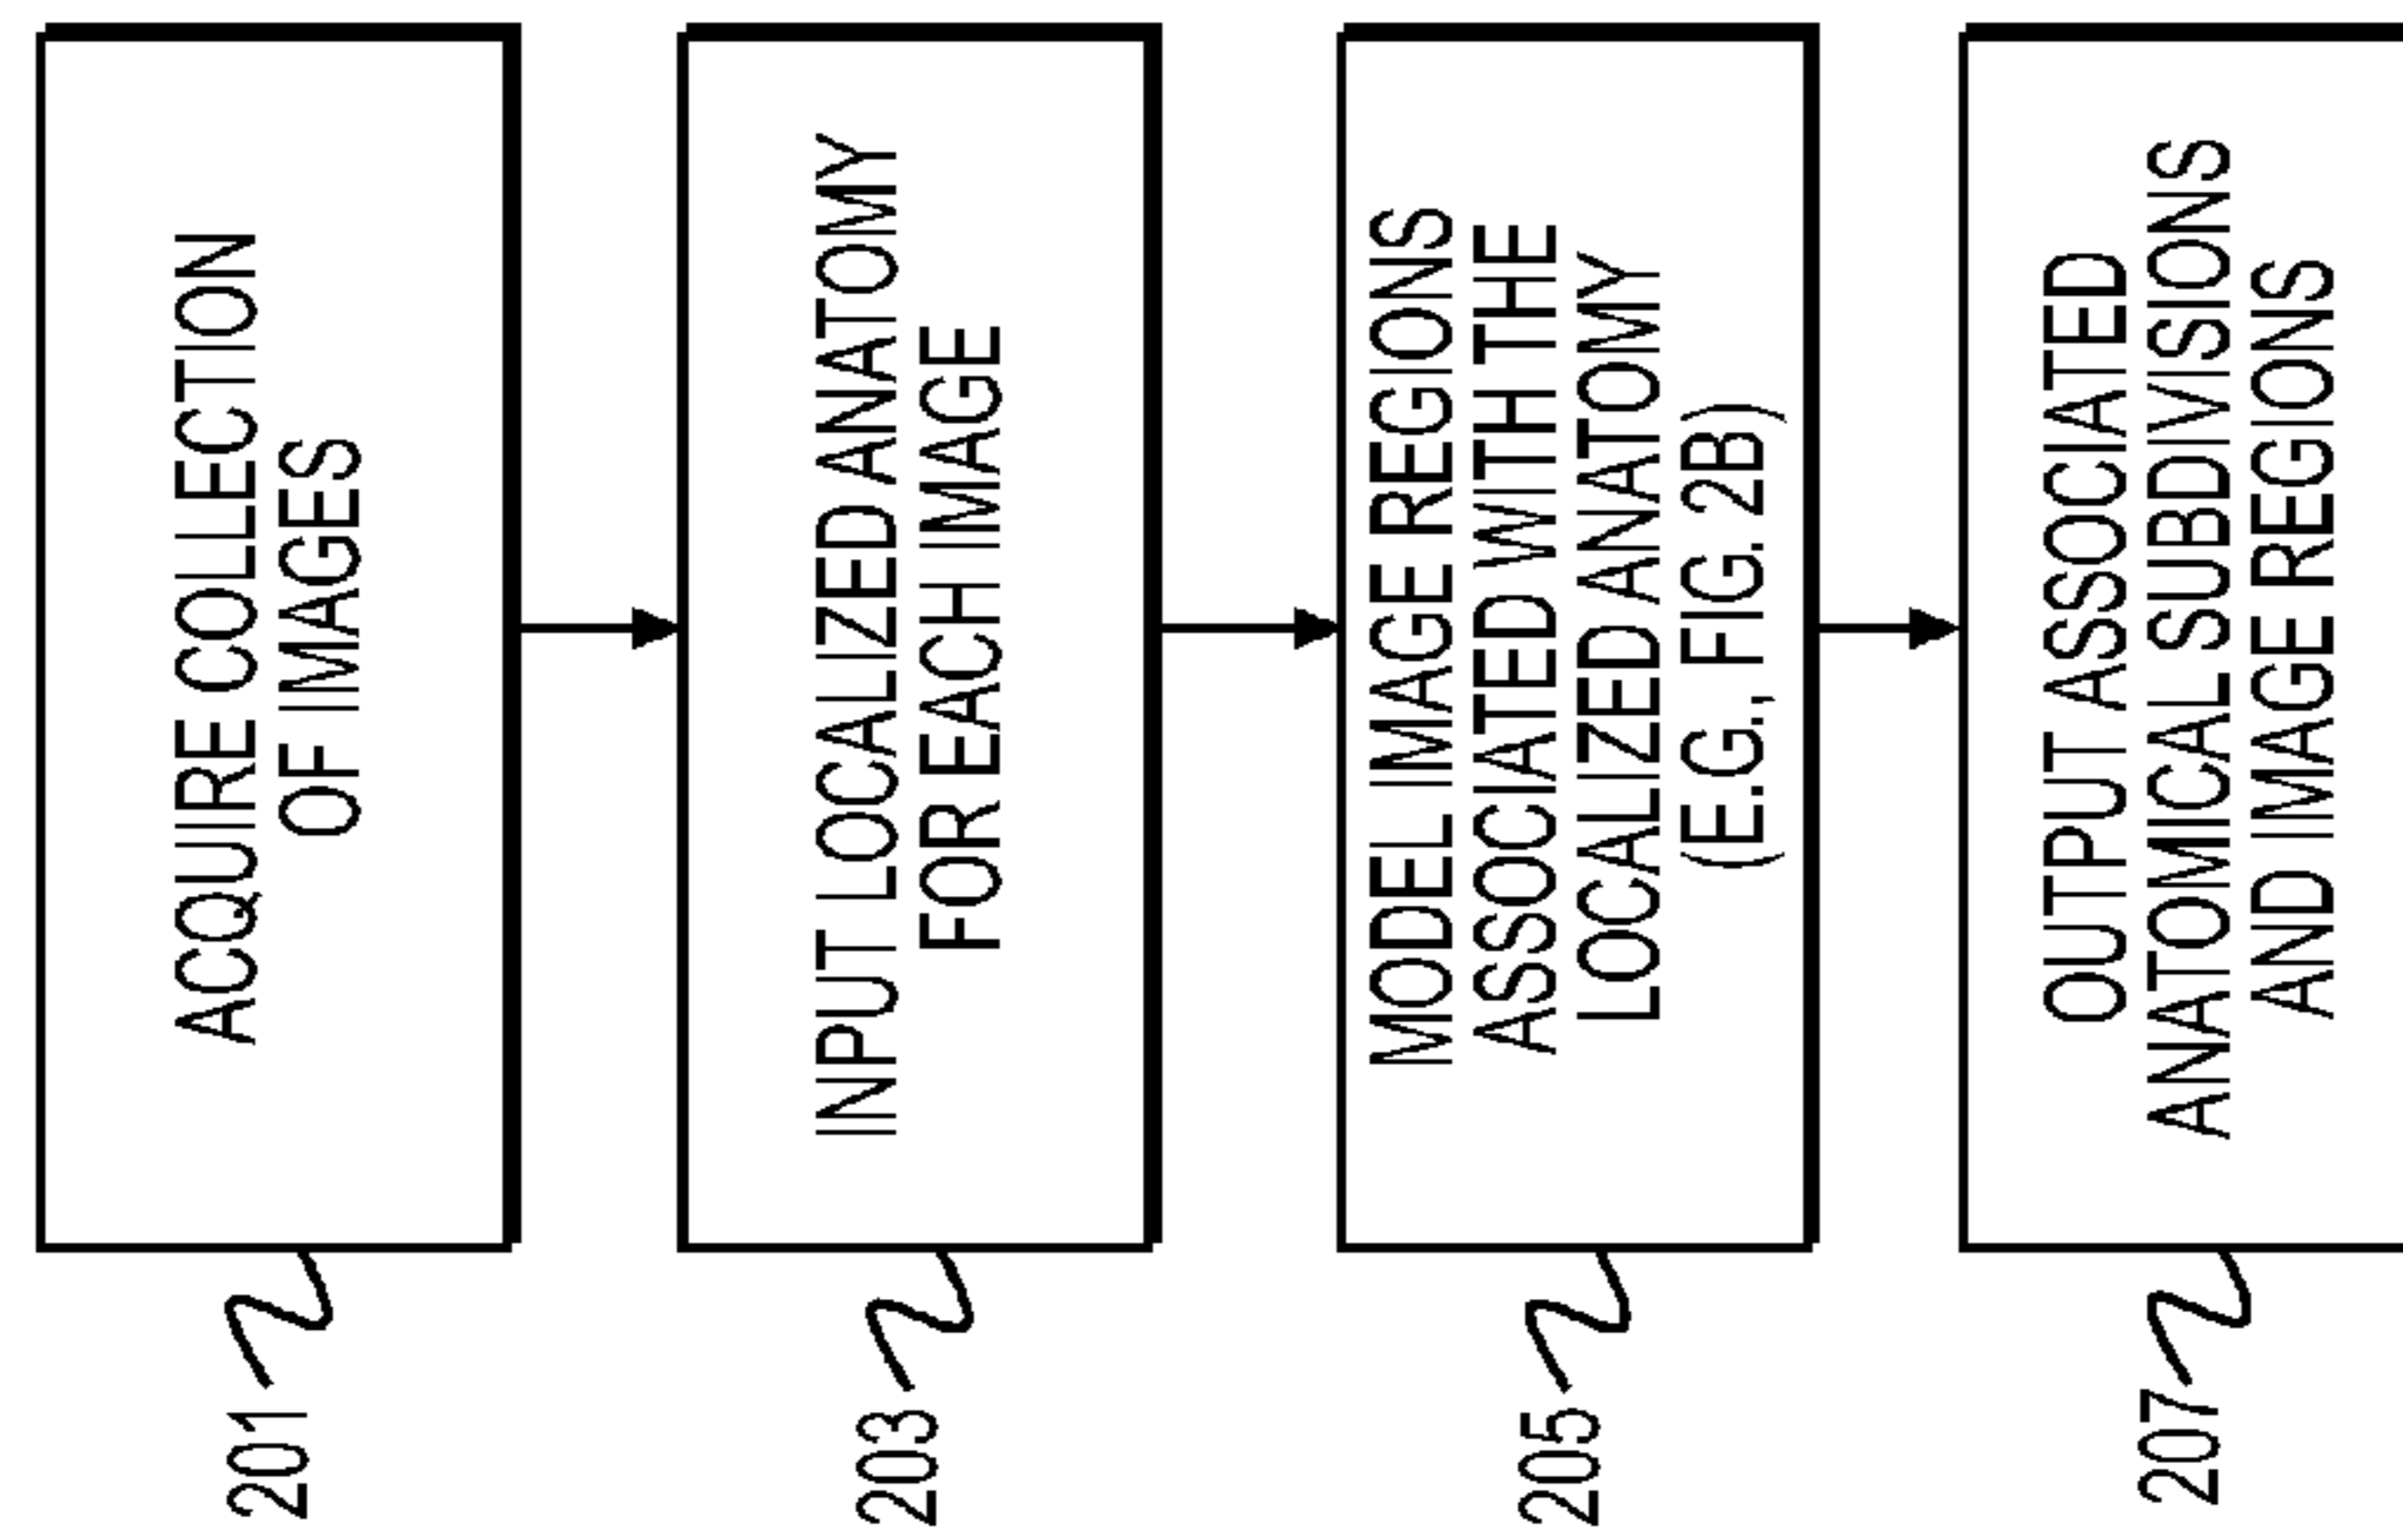 201
ACQUIRE COLLECTION
OF IMAGES
203
INPUT LOCALIZED ANATOMY
FOR EACH IMAGE
205
MODEL IMAGE REGIONS
ASSOCIATED WITH THE
LOCALIZED ANATOMY
(E.G., FIG. 2B)
207
OUTPUT ASSOCIATED
ANATOMICAL SUBDIVISIONS
AND IMAGE REGIONS